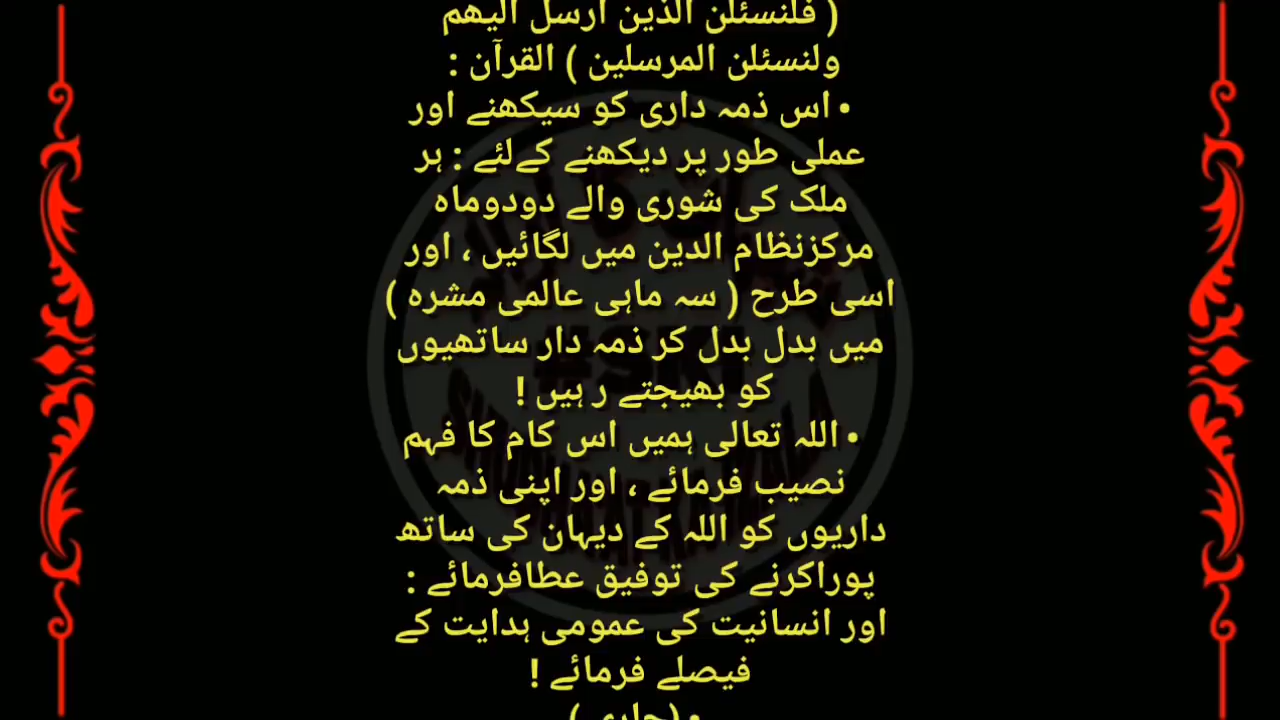 ( فلنسئلن الذین ارسل الیھم
ولنسئلن المرسلین ) القرآن :
• اس ذمہ داری کو سیکھنے اور
عملی طور پر دیکھنے کےلئے : ہر
ملک کی شوری والے دودوماہ
مرکزنظام الدین میں لگائیں ، اور
اسی طرح ( سہ ماہی عالمی مشرہ )
میں بدل بدل کر ذمہ دار ساتھیوں
کو بھیجتے ر ہیں !
• اللہ تعالی ہمیں اس کام کا فہم
نصیب فرمائے ، اور اپنی ذمہ
داریوں کو اللہ کے دیہان کی ساتھ
پوراکرنے کی توفیق عطافرمائے :
اور انسانیت کی عمومی ہدایت کے
فیصلے فرمائے !
• (جاری )